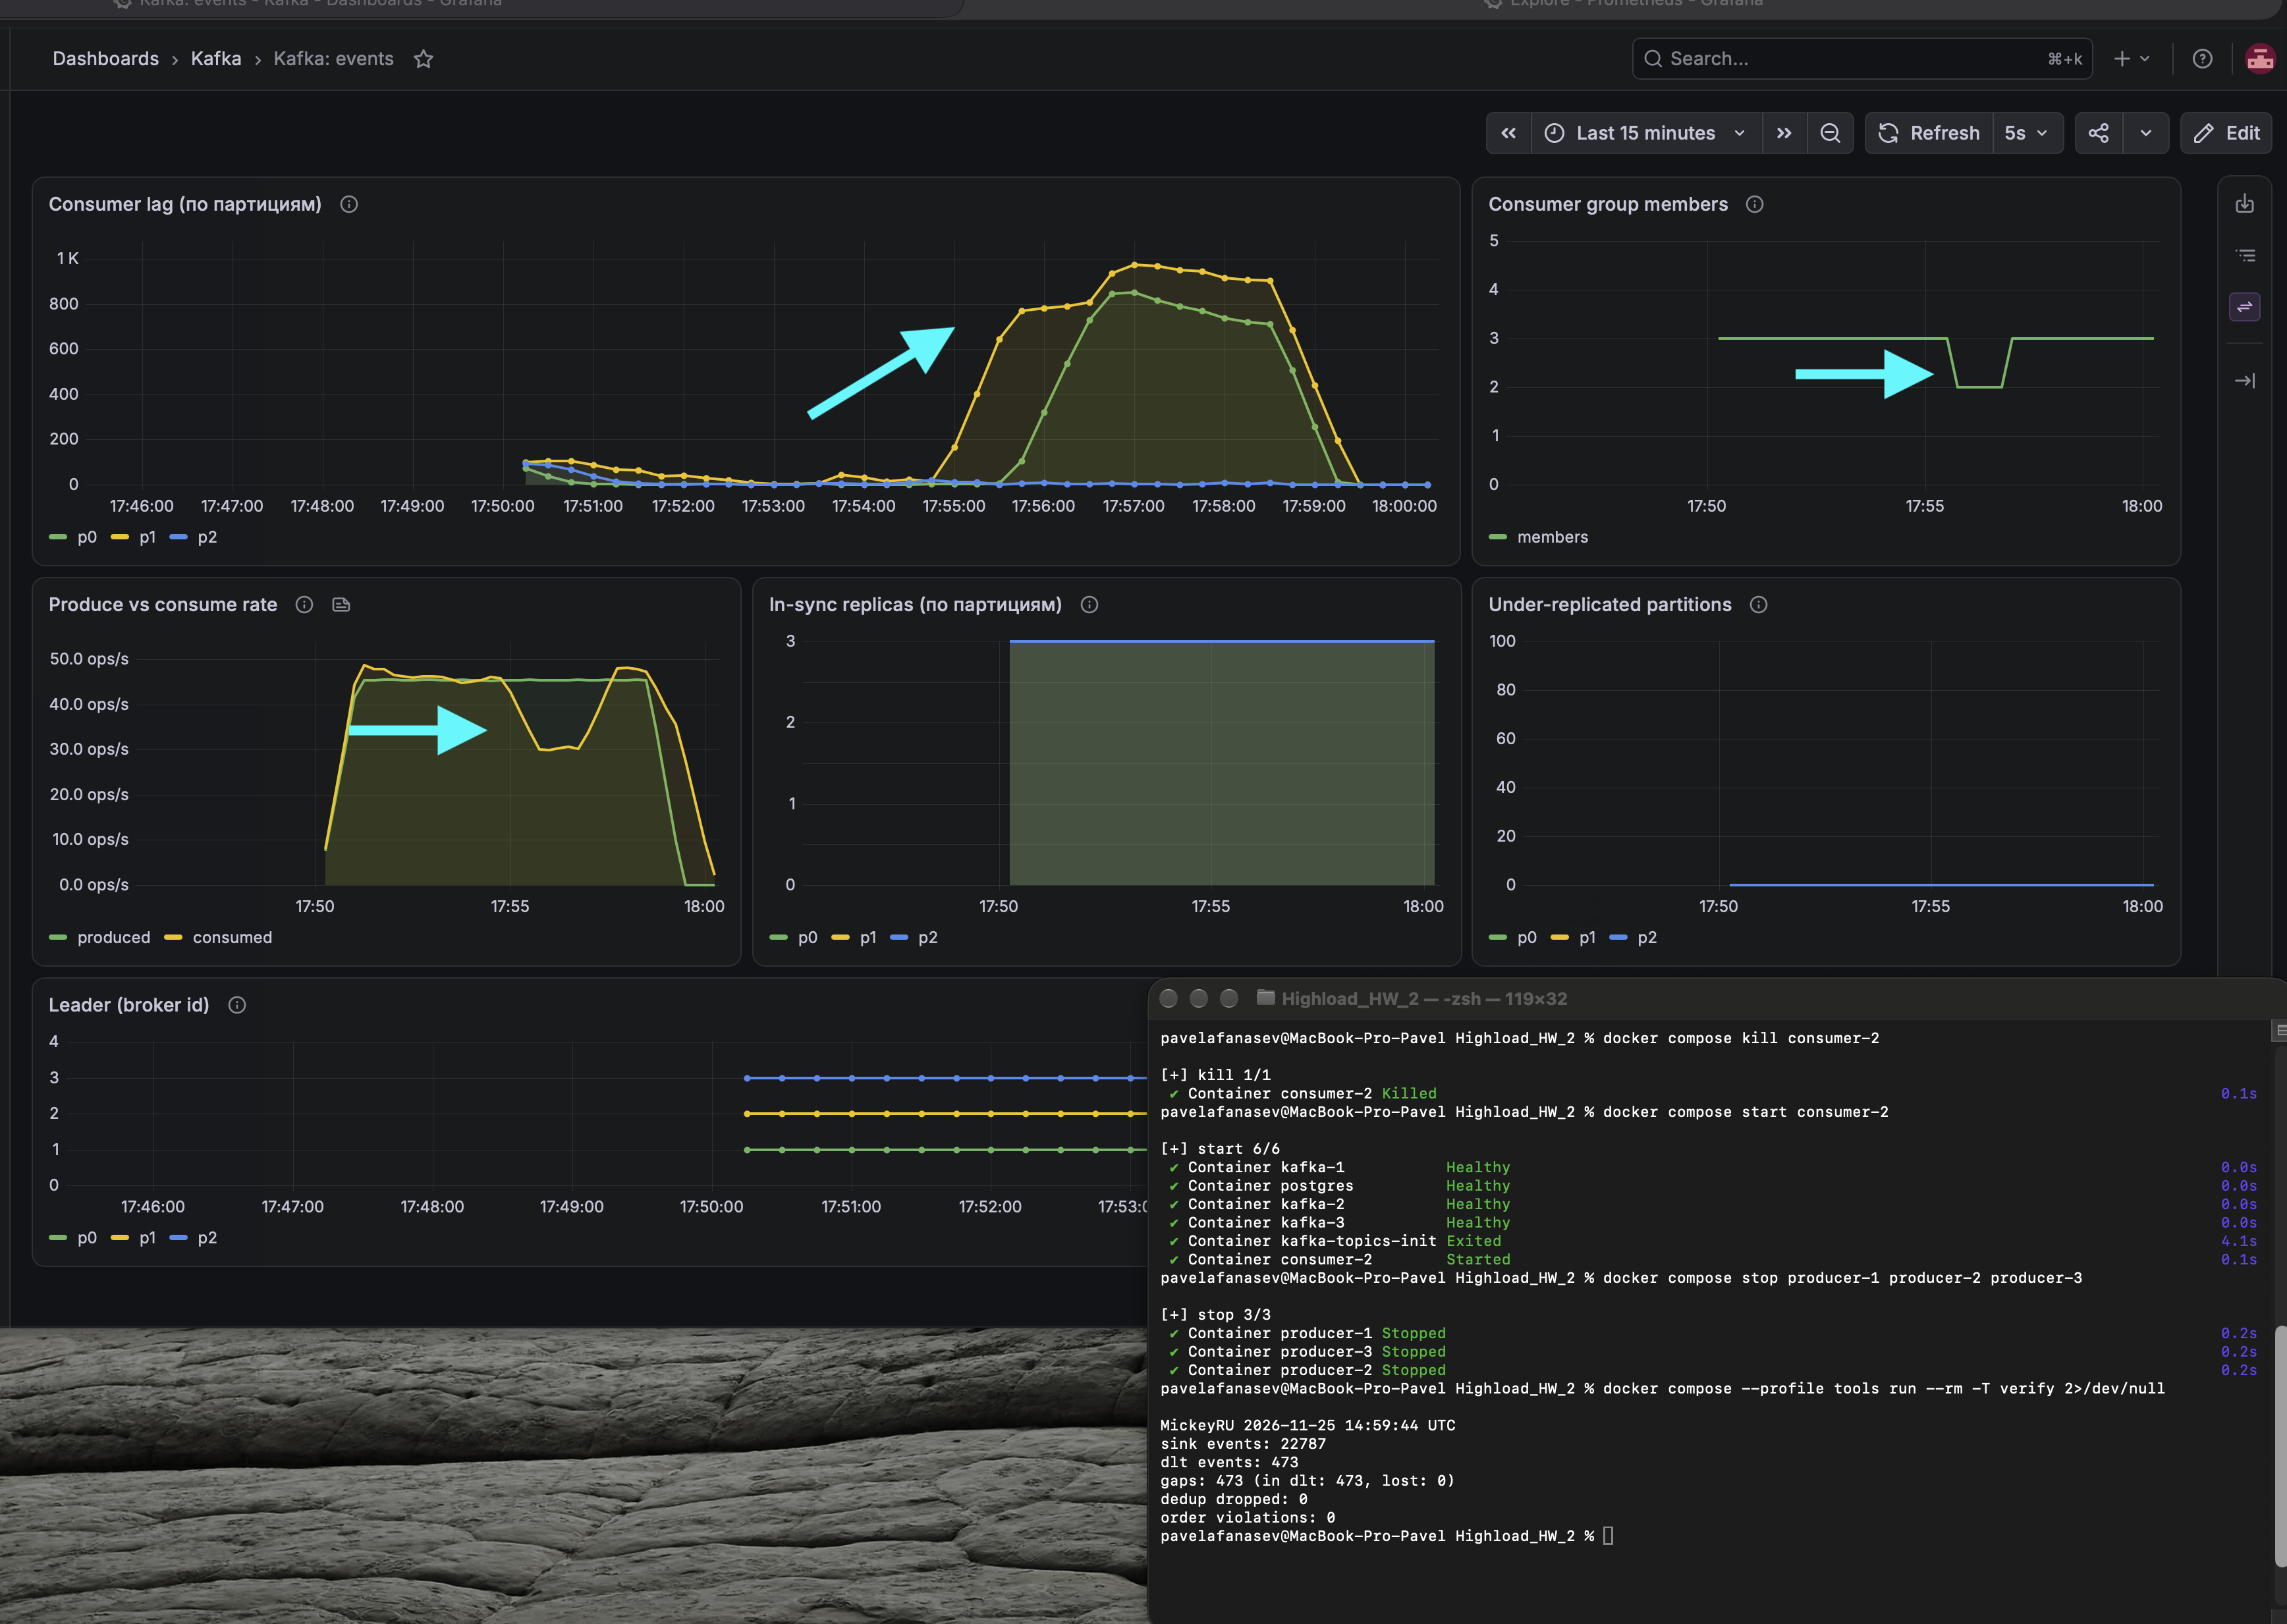 Kafka: events - Kafka - Dashboards - Grafana
Explore - Prometheus - Grafana
Dashboards › Kafka › Kafka: events
Search... ⌘+k
Last 15 minutes
Refresh 5s
Edit
Consumer lag (по партициям)
1 K
800
600
400
200
0
17:46:00 17:47:00 17:48:00 17:49:00 17:50:00 17:51:00 17:52:00 17:53:00 17:54:00 17:55:00 17:56:00 17:57:00 17:58:00 17:59:00 18:00:00
p0 p1 p2
Consumer group members
5
4
3
2
1
0
17:50 17:55 18:00
members
Produce vs consume rate
50.0 ops/s
40.0 ops/s
30.0 ops/s
20.0 ops/s
10.0 ops/s
0.0 ops/s
17:50 17:55 18:00
produced consumed
In-sync replicas (по партициям)
3
2
1
0
17:50 17:55 18:00
p0 p1 p2
Under-replicated partitions
100
80
60
40
20
0
17:50 17:55 18:00
p0 p1 p2
Leader (broker id)
4
3
2
1
0
17:46:00 17:47:00 17:48:00 17:49:00 17:50:00 17:51:00 17:52:00 17:53:0
p0 p1 p2
Highload_HW_2 — -zsh — 119×32
pavelafanasev@MacBook-Pro-Pavel Highload_HW_2 % docker compose kill consumer-2
[+] kill 1/1
✔ Container consumer-2 Killed 0.1s
pavelafanasev@MacBook-Pro-Pavel Highload_HW_2 % docker compose start consumer-2
[+] start 6/6
✔ Container kafka-1 Healthy 0.0s
✔ Container postgres Healthy 0.0s
✔ Container kafka-2 Healthy 0.0s
✔ Container kafka-3 Healthy 0.0s
✔ Container kafka-topics-init Exited 4.1s
✔ Container consumer-2 Started 0.1s
pavelafanasev@MacBook-Pro-Pavel Highload_HW_2 % docker compose stop producer-1 producer-2 producer-3
[+] stop 3/3
✔ Container producer-1 Stopped 0.2s
✔ Container producer-3 Stopped 0.2s
✔ Container producer-2 Stopped 0.2s
pavelafanasev@MacBook-Pro-Pavel Highload_HW_2 % docker compose --profile tools run --rm -T verify 2>/dev/null
MickeyRU 2026-11-25 14:59:44 UTC
sink events: 22787
dlt events: 473
gaps: 473 (in dlt: 473, lost: 0)
dedup dropped: 0
order violations: 0
pavelafanasev@MacBook-Pro-Pavel Highload_HW_2 %